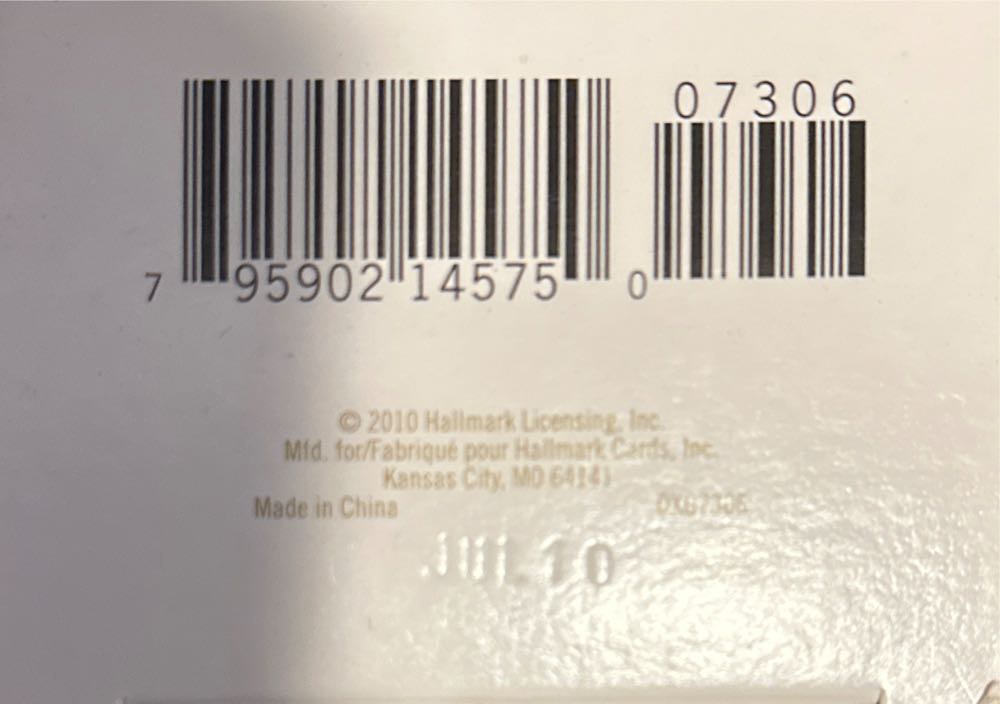 07306
7 95902 14575 0
© 2010 Hallmark Licensing, Inc.
Mfd. for/Fabriqué pour Hallmark Cards, Inc.
Kansas City, MO 64141
Made in China
JUL 10